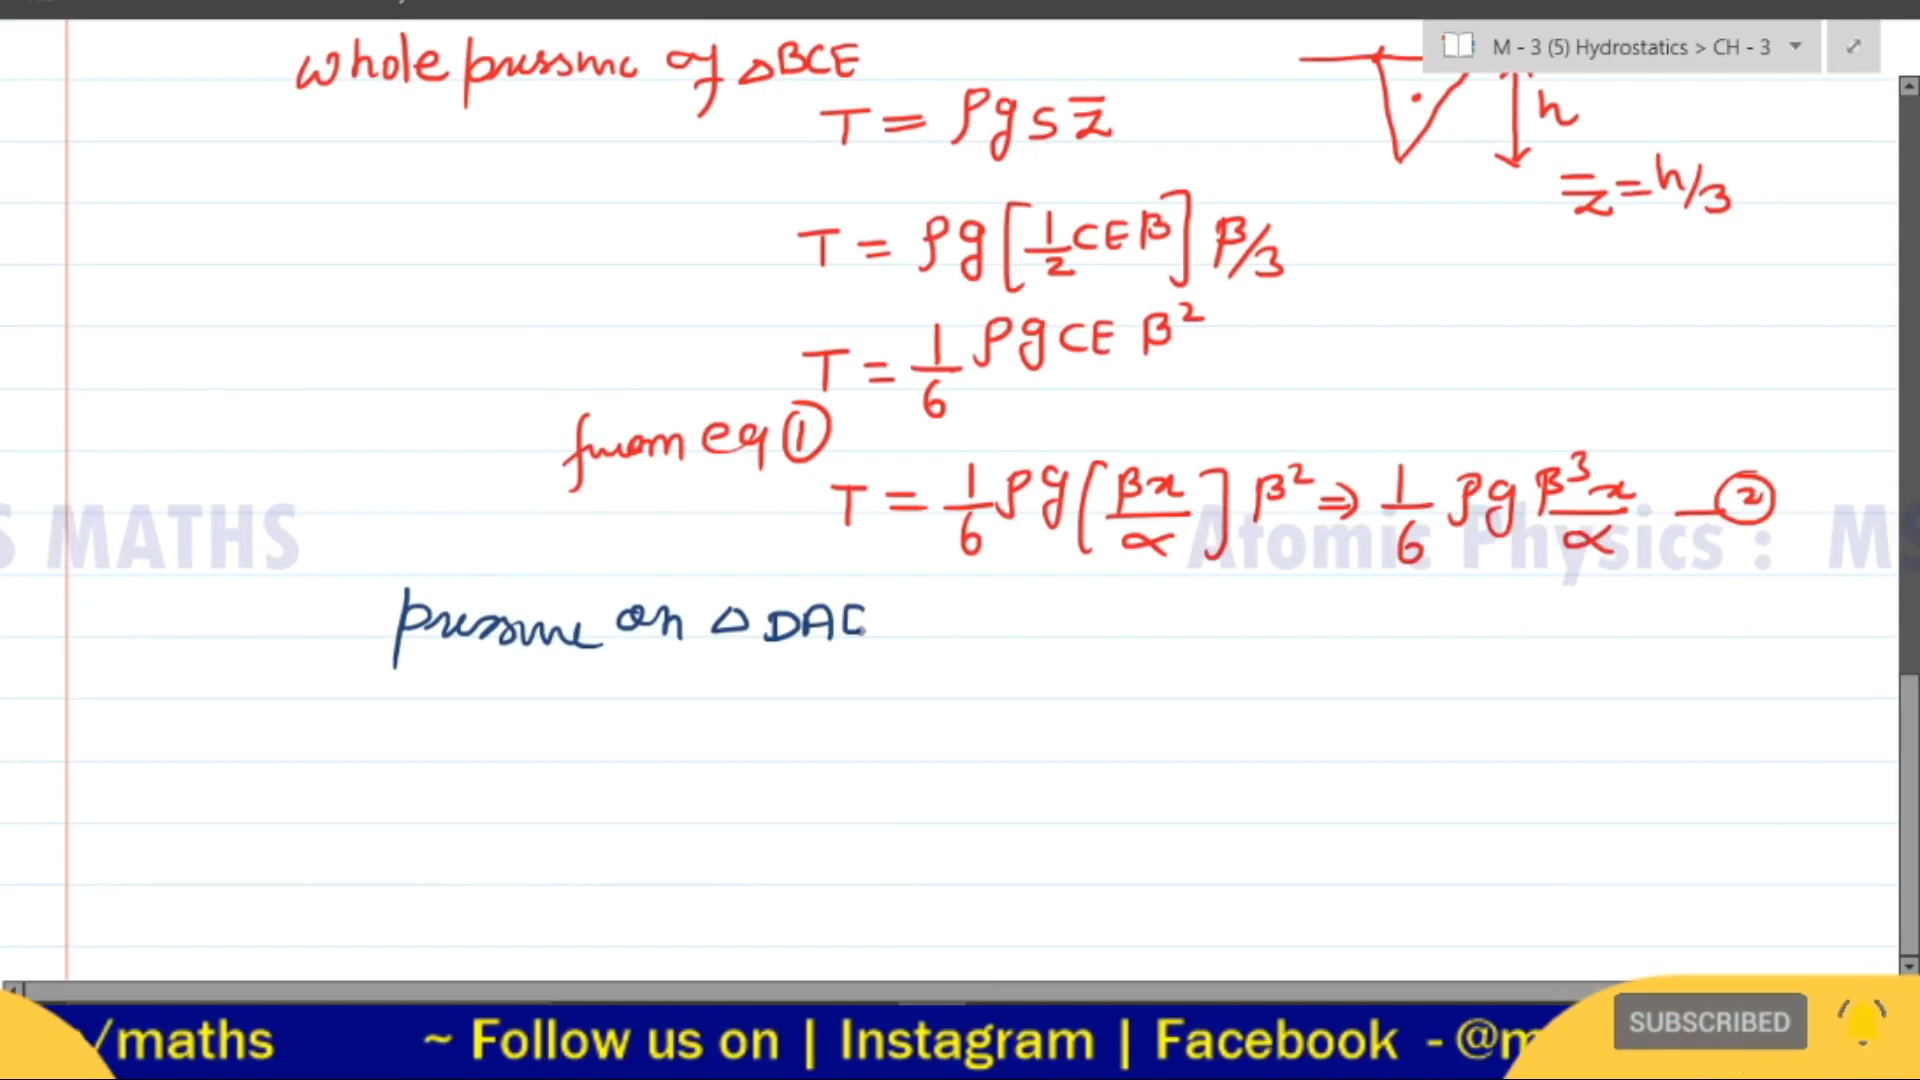 M - 3 (5) Hydrostatics > CH - 3
whole pressure of △BCE
T = ρg s z̄
h
z̄ = h/3
T = ρg [1/2 CE β] β/3
T = 1/6 ρg CE β²
from eq ①
T = 1/6 ρg [βx/α] β² ⇒ 1/6 ρg β³x/α — ②
S MATHS Atomic Physics : MS
pressure on △ DAC
/maths ~ Follow us on | Instagram | Facebook - @m
SUBSCRIBED